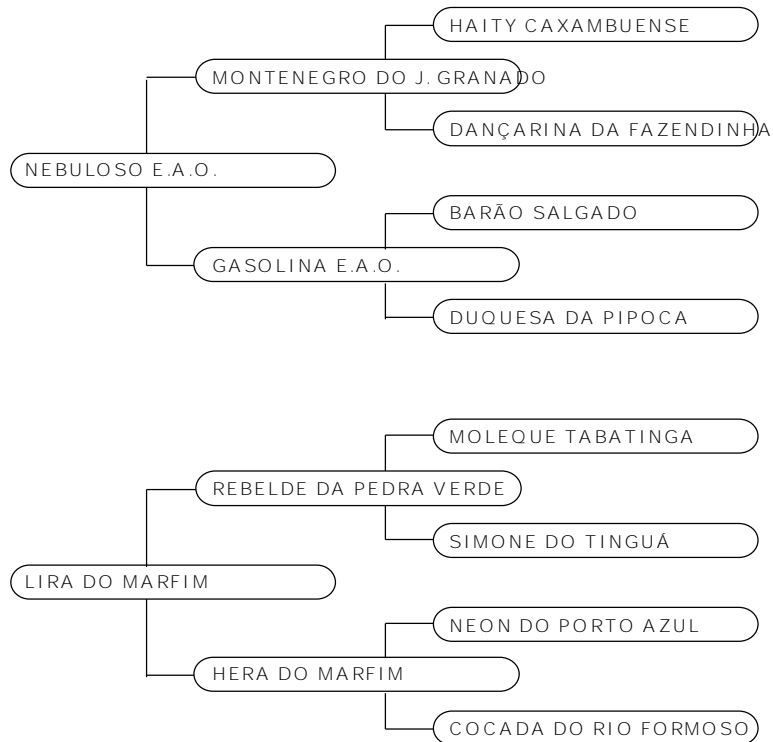 HAITY CAXAMBUENSE
MONTENEGRO DO J. GRANADO
DANÇARINA DA FAZENDINHA
NEBULOSO E.A.O.
BARÃO SALGADO
GASOLINA E.A.O.
DUQUESA DA PIPOCA
MOLEQUE TABATINGA
REBELDE DA PEDRA VERDE
SIMONE DO TINGUÁ
LIRA DO MARFIM
NEON DO PORTO AZUL
HERA DO MARFIM
COCADA DO RIO FORMOSO